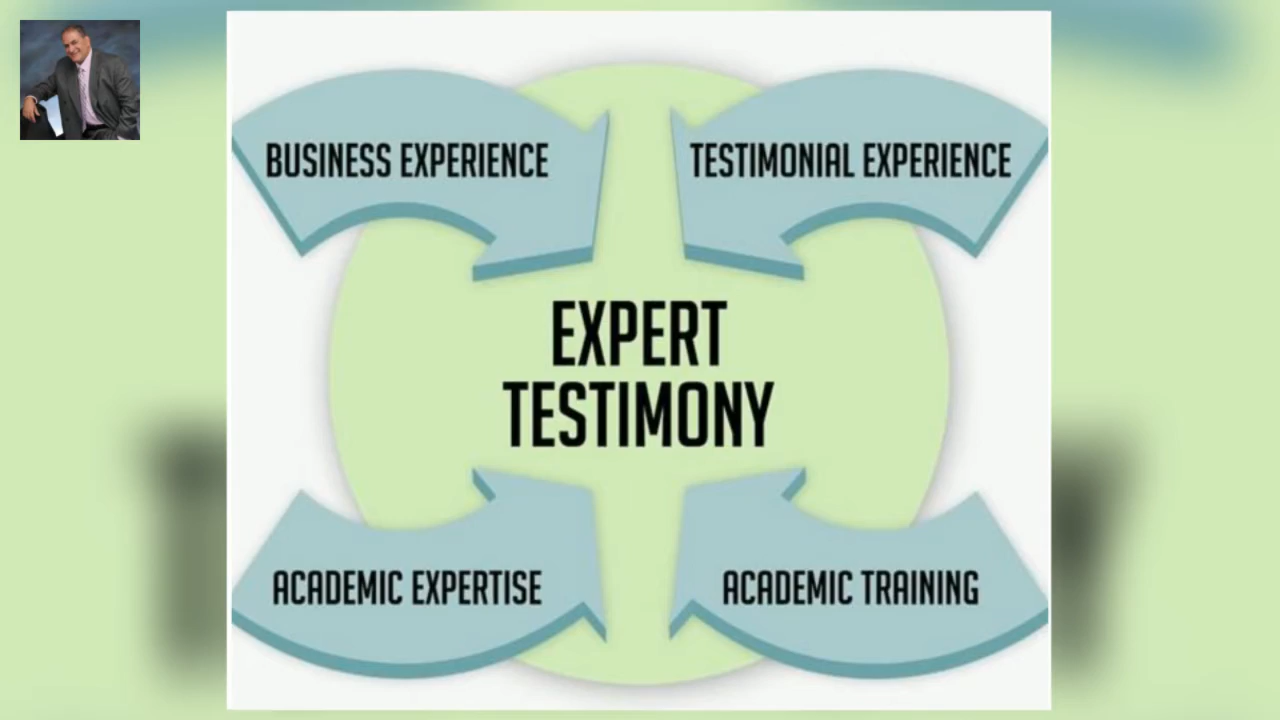 BUSINESS EXPERIENCE
TESTIMONIAL EXPERIENCE
EXPERT
TESTIMONY
ACADEMIC EXPERTISE
ACADEMIC TRAINING